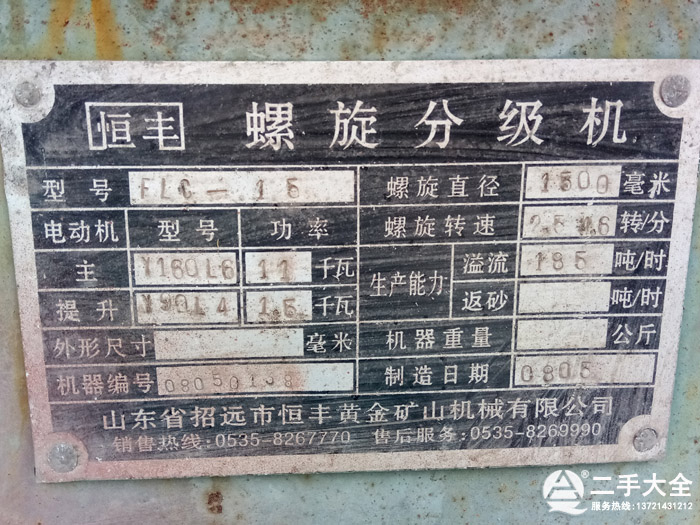 恒丰 螺旋分级机
型号 FLC-15 螺旋直径 1500 毫米
电动机 型号 功率 螺旋转速 转/分
主 Y160L6 11 千瓦 生产能力 溢流 185 吨/时
提升 Y90L4 1.5 千瓦 返砂 吨/时
外形尺寸 毫米 机器重量 公斤
机器编号 制造日期 0805
山东省招远市恒丰黄金矿山机械有限公司
销售热线:0535-8267770 售后服务:0535-8269990
二手大全
服务热线:13721431212